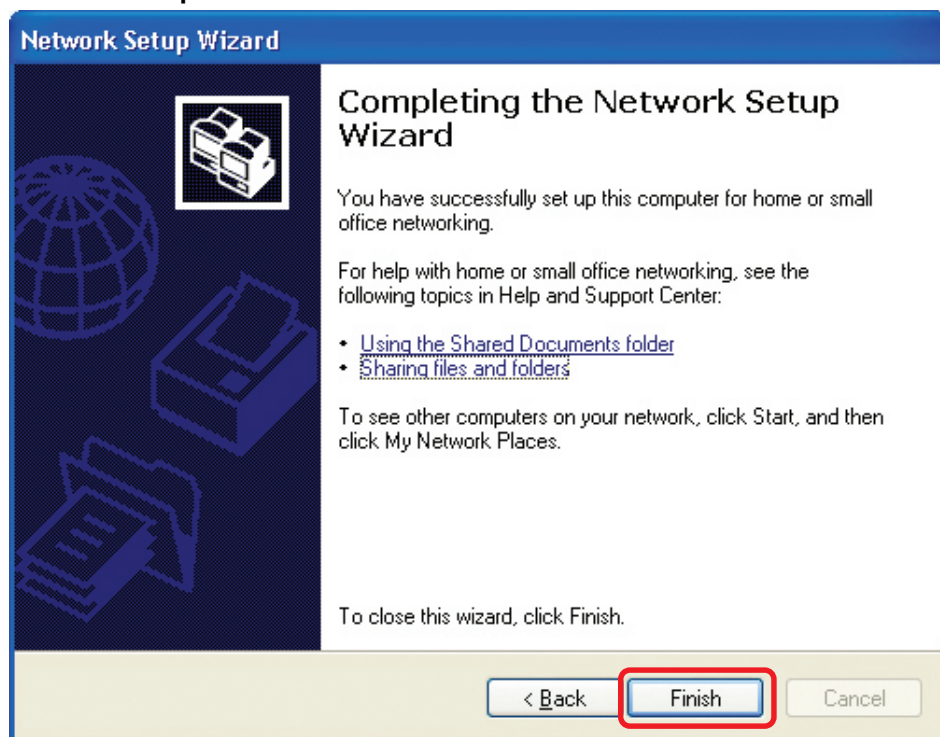 Network Setup Wizard
Completing the Network Setup
Wizard
You have successfully set up this computer for home or small
office networking.
For help with home or small office networking, see the
following topics in Help and Support Center:
• Using the Shared Documents folder
• Sharing files and folders
To see other computers on your network, click Start, and then
click My Network Places.
To close this wizard, click Finish.
< Back Finish Cancel